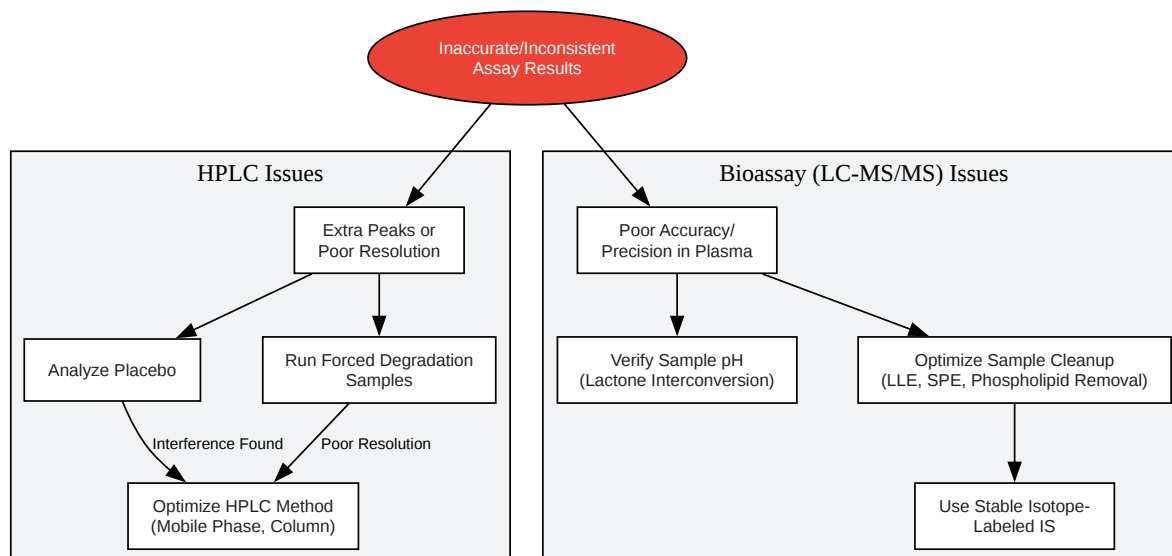 Inaccurate/Inconsistent
Assay Results
HPLC Issues
Extra Peaks or
Poor Resolution
Analyze Placebo
Run Forced Degradation
Samples
Interference Found
Poor Resolution
Optimize HPLC Method
(Mobile Phase, Column)
Bioassay (LC-MS/MS) Issues
Poor Accuracy/
Precision in Plasma
Verify Sample pH
(Lactone Interconversion)
Optimize Sample Cleanup
(LLE, SPE, Phospholipid Removal)
Use Stable Isotope-
Labeled IS